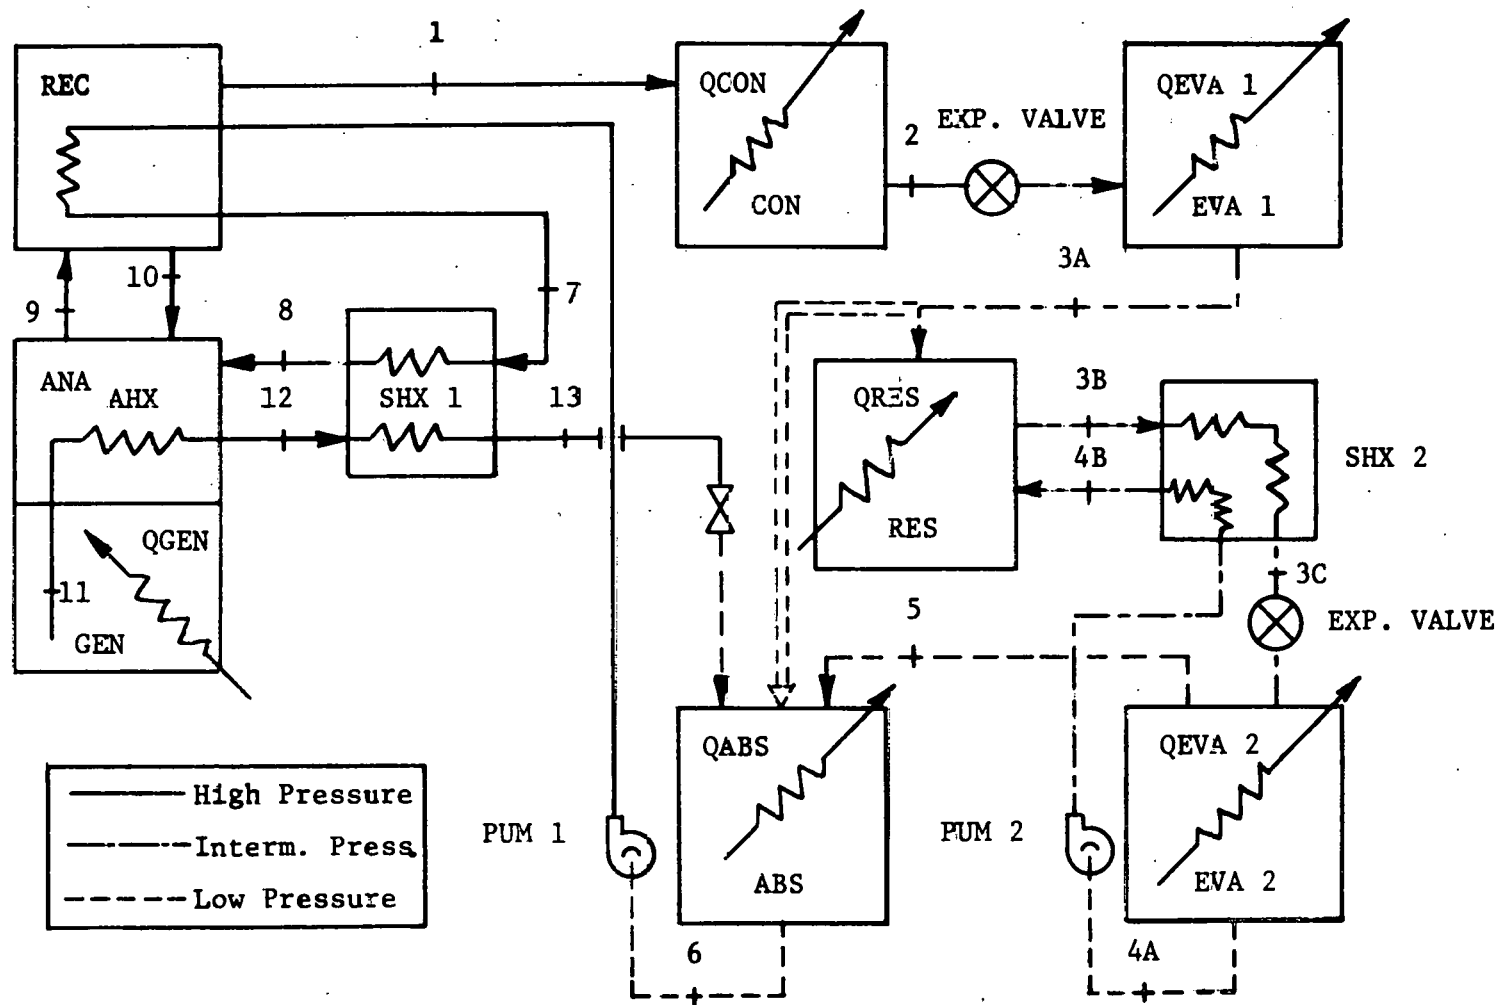 1
REC
QCON
CON
2
EXP. VALVE
QEVA 1
EVA 1
3A
10
9
8
7
ANA
AHX
12
SHX 1
13
QRES
RES
3B
4B
SHX 2
3C
EXP. VALVE
QGEN
11
GEN
5
QABS
ABS
QEVA 2
EVA 2
PUM 1
PUM 2
6
4A
High Pressure
Interm. Press.
Low Pressure